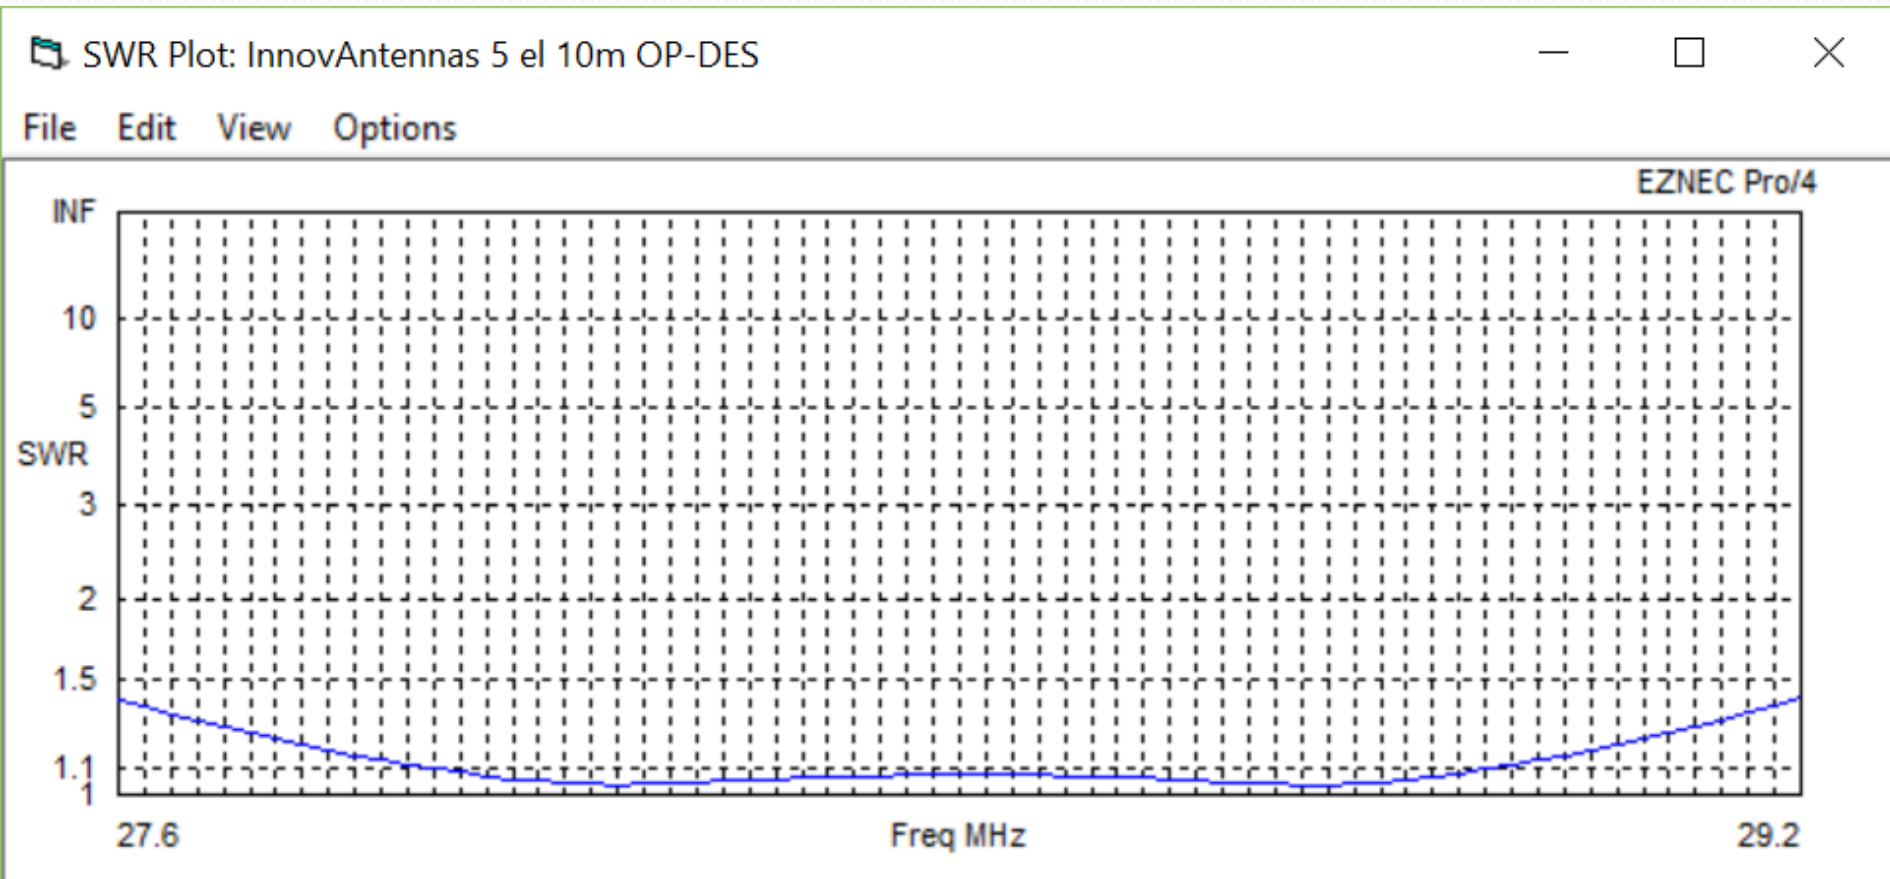 SWR Plot: InnovAntennas 5 el 10m OP-DES
File Edit View Options
EZNEC Pro/4
INF
10
5
SWR
3
2
1.5
1.1
1
27.6 Freq MHz 29.2